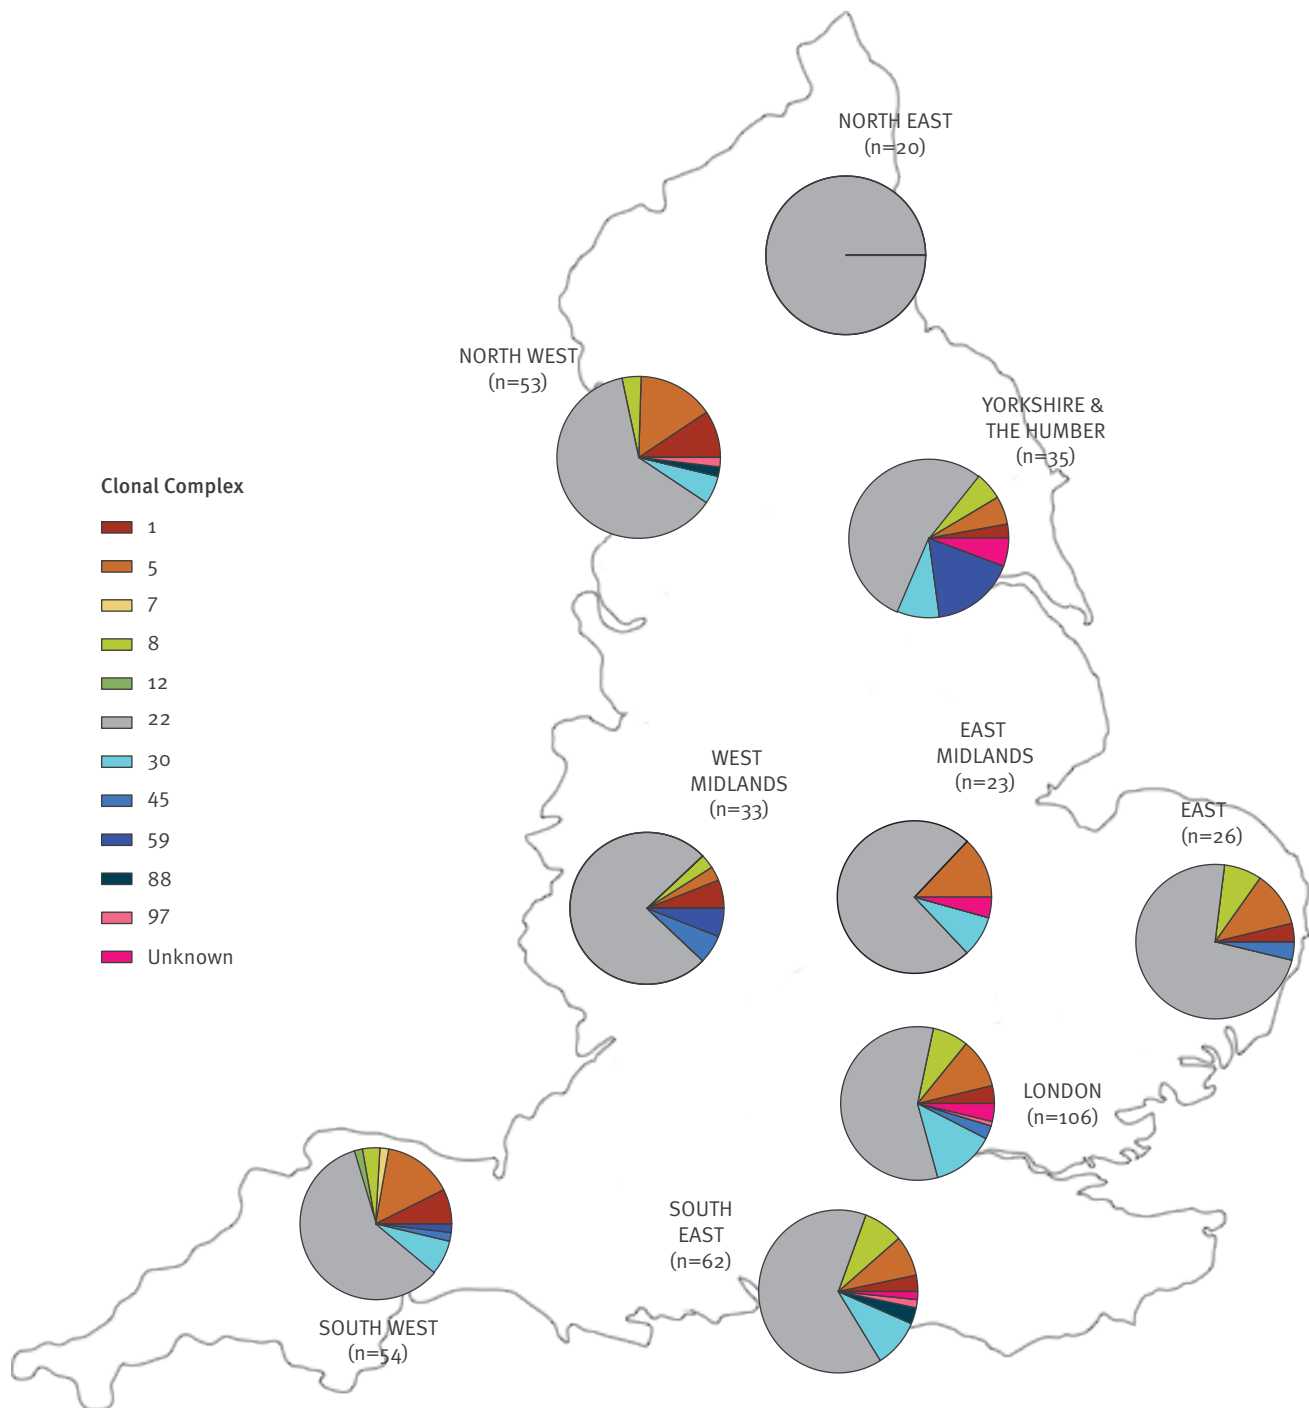 NORTH EAST
(n=20)
NORTH WEST
(n=53)
YORKSHIRE &
THE HUMBER
(n=35)
Clonal Complex
1
5
7
8
12
22
30
45
59
88
97
Unknown
WEST
MIDLANDS
(n=33)
EAST
MIDLANDS
(n=23)
EAST
(n=26)
LONDON
(n=106)
SOUTH
EAST
(n=62)
SOUTH WEST
(n=54)